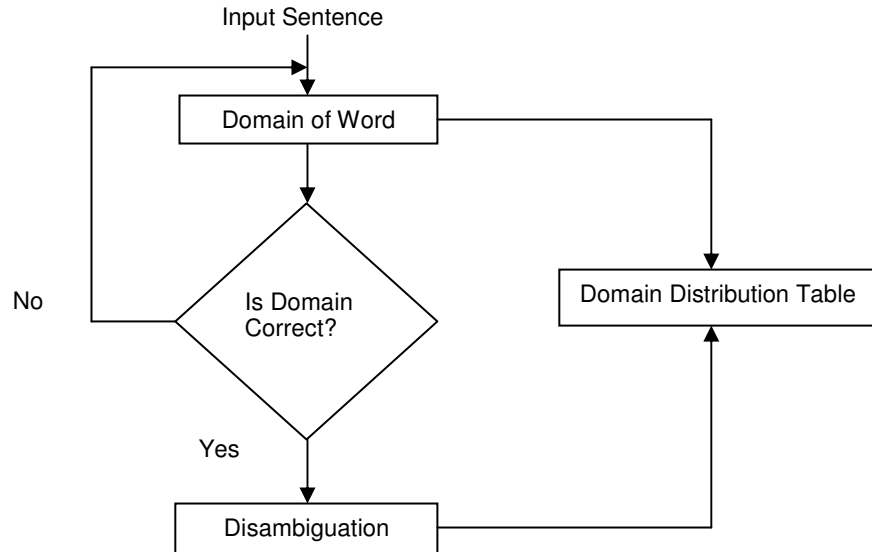 Input Sentence
Domain of Word
Is Domain
Correct?
No
Domain Distribution Table
Yes
Disambiguation